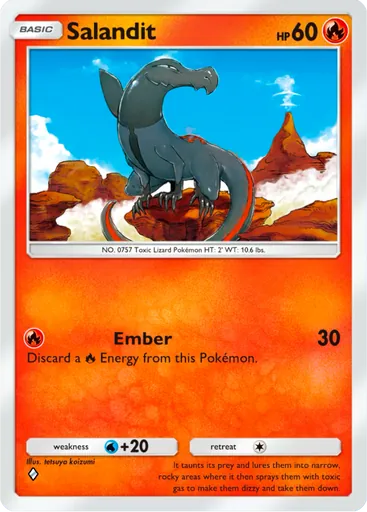 BASIC Salandit HP 60
NO. 0757 Toxic Lizard Pokémon HT: 2' WT: 10.6 lbs.
Ember 30
Discard a Energy from this Pokémon.
weakness +20 retreat
Illus. tetsuya koizumi
It taunts its prey and lures them into narrow,
rocky areas where it then sprays them with toxic
gas to make them dizzy and take them down.